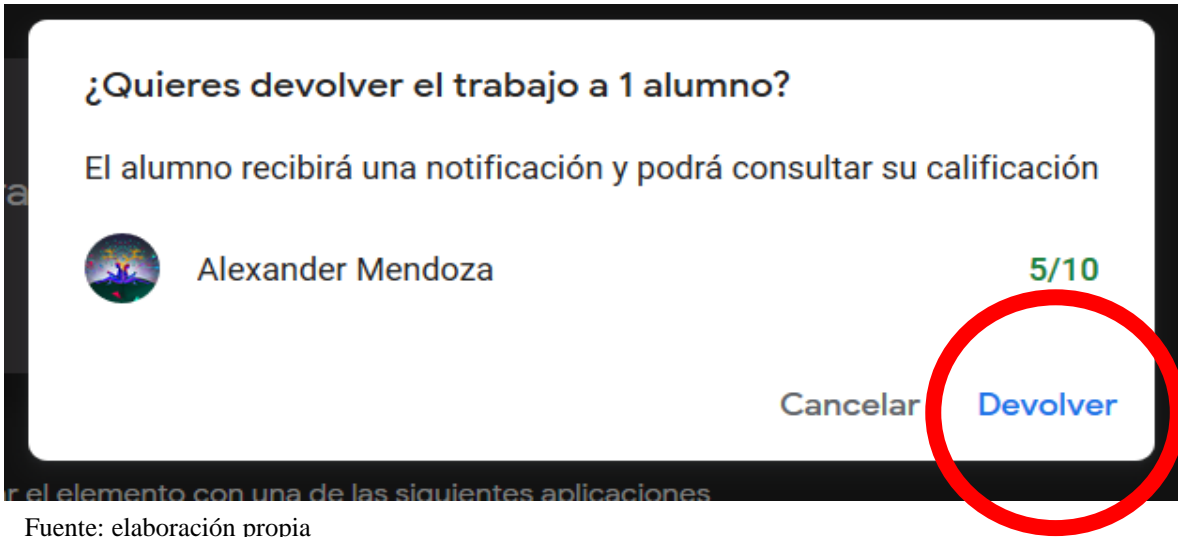 ¿Quieres devolver el trabajo a 1 alumno?
El alumno recibirá una notificación y podrá consultar su calificación
Alexander Mendoza 5/10
Cancelar Devolver
el elemento con una de las siguientes aplicaciones
Fuente: elaboración propia